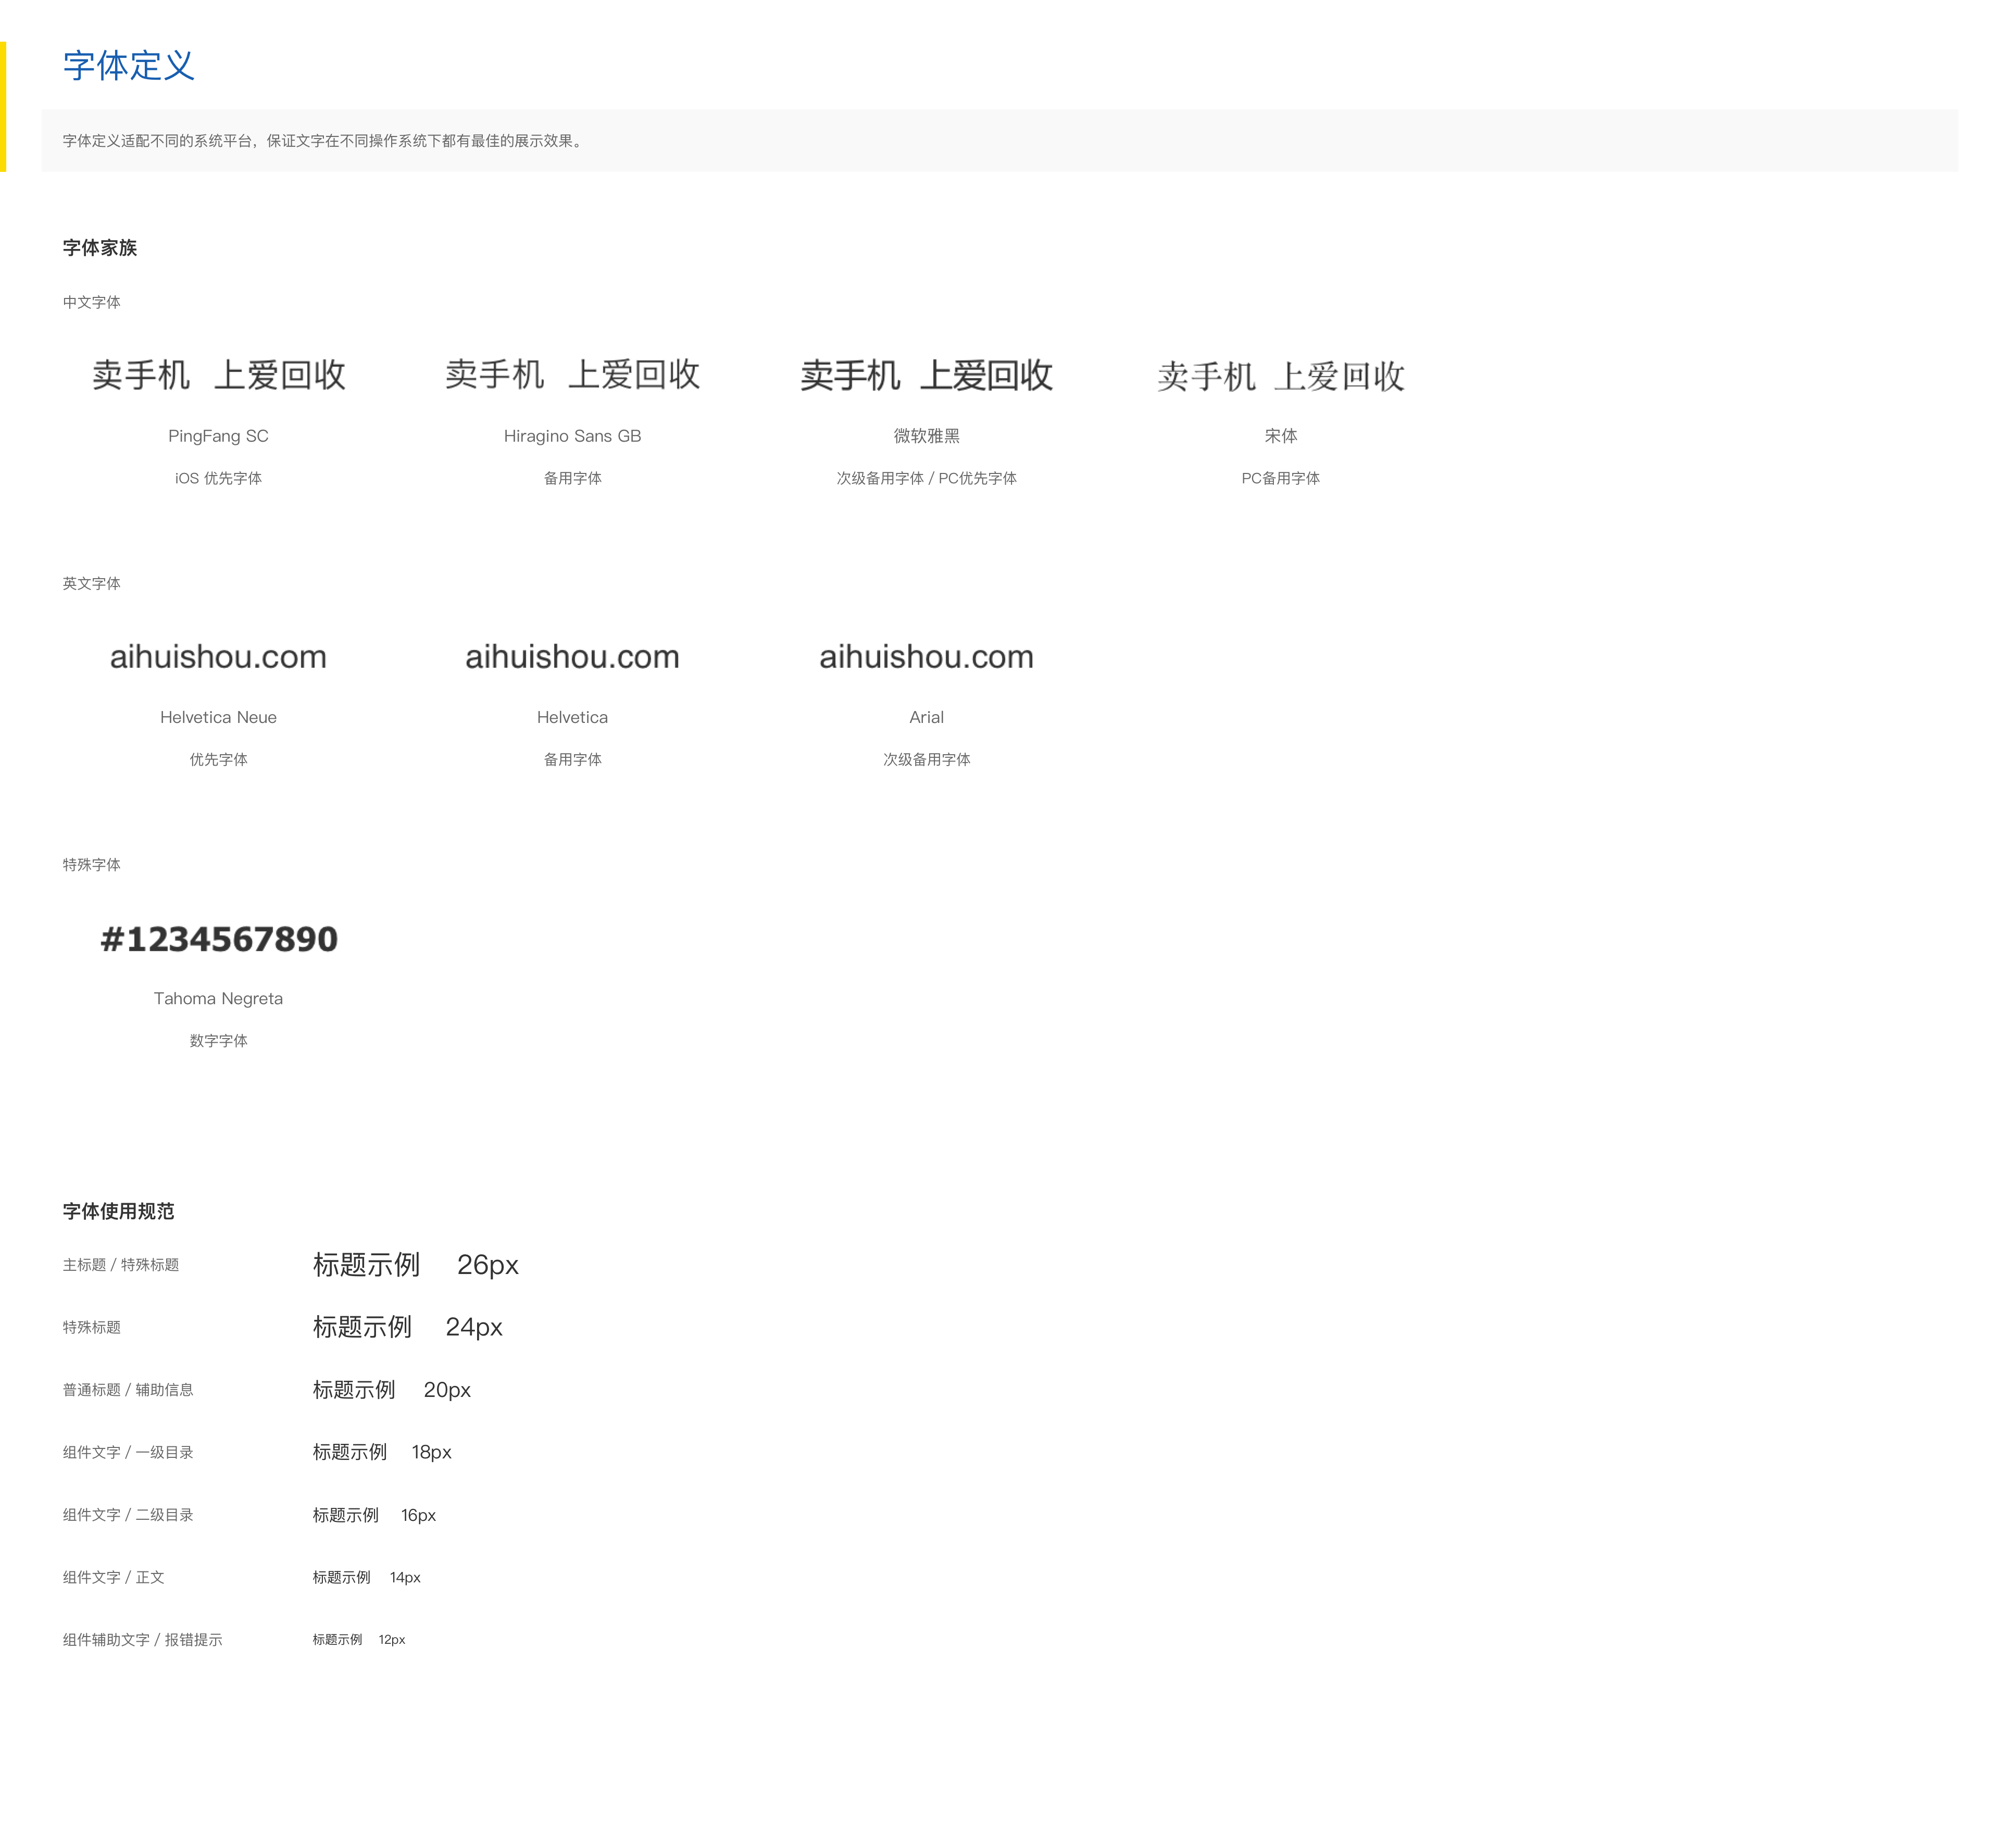 字体定义
字体定义适配不同的系统平台，保证文字在不同操作系统下都有最佳的展示效果。
字体家族
中文字体
卖手机 上爱回收 卖手机 上爱回收 卖手机 上爱回收 卖手机 上爱回收
PingFang SC Hiragino Sans GB 微软雅黑 宋体
iOS 优先字体 备用字体 次级备用字体 / PC优先字体 PC备用字体
英文字体
aihuishou.com aihuishou.com aihuishou.com
Helvetica Neue Helvetica Arial
优先字体 备用字体 次级备用字体
特殊字体
#1234567890
Tahoma Negreta
数字字体
字体使用规范
主标题 / 特殊标题 标题示例 26px
特殊标题 标题示例 24px
普通标题 / 辅助信息 标题示例 20px
组件文字 / 一级目录 标题示例 18px
组件文字 / 二级目录 标题示例 16px
组件文字 / 正文 标题示例 14px
组件辅助文字 / 报错提示 标题示例 12px